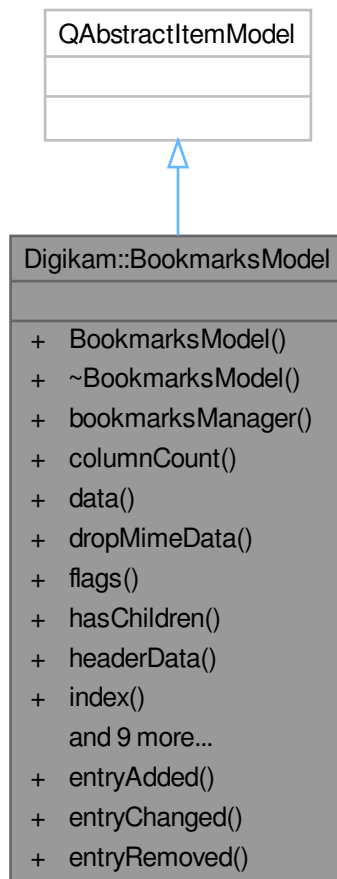 QAbstractItemModel
Digikam::BookmarksModel
+ BookmarksModel()
+ ~BookmarksModel()
+ bookmarksManager()
+ columnCount()
+ data()
+ dropMimeData()
+ flags()
+ hasChildren()
+ headerData()
+ index()
and 9 more...
+ entryAdded()
+ entryChanged()
+ entryRemoved()